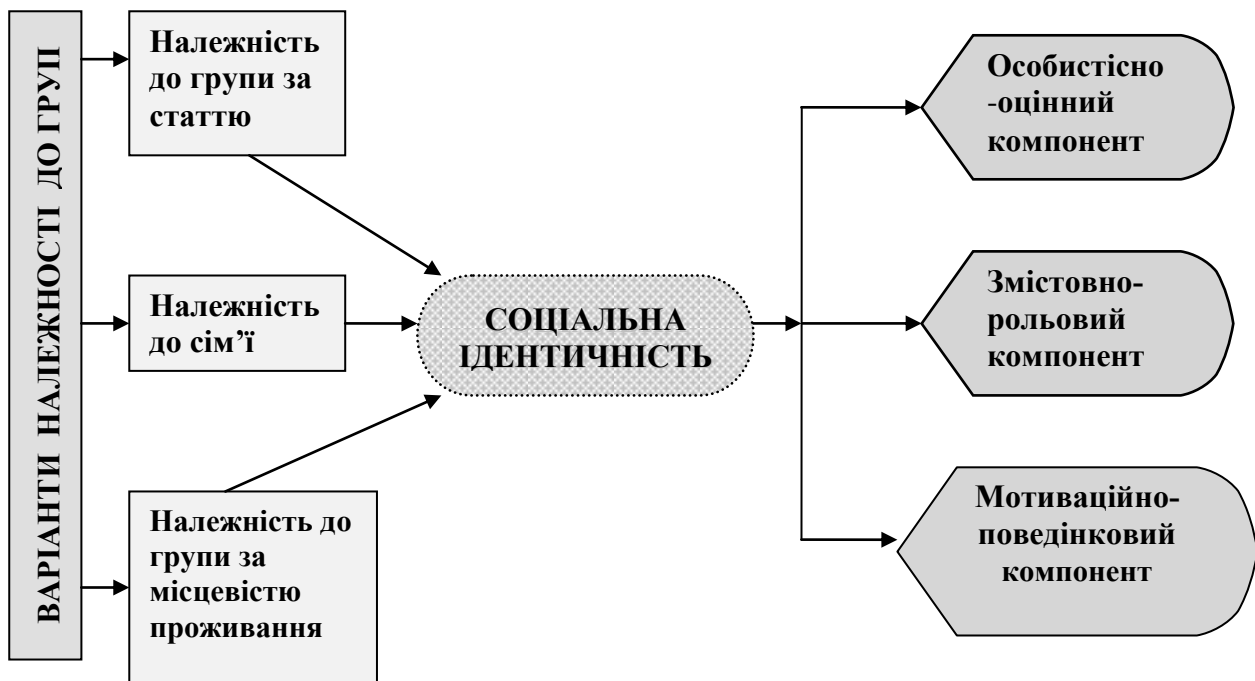 ВАРІАНТИ НАЛЕЖНОСТІ ДО ГРУП
Належність
до групи за
статтю
Належність
до сім’ї
Належність до
групи за
місцевістю
проживання
СОЦІАЛЬНА
ІДЕНТИЧНІСТЬ
Особистісно
-оцінний
компонент
Змістовно-
рольовий
компонент
Мотиваційно-
поведінковий
компонент